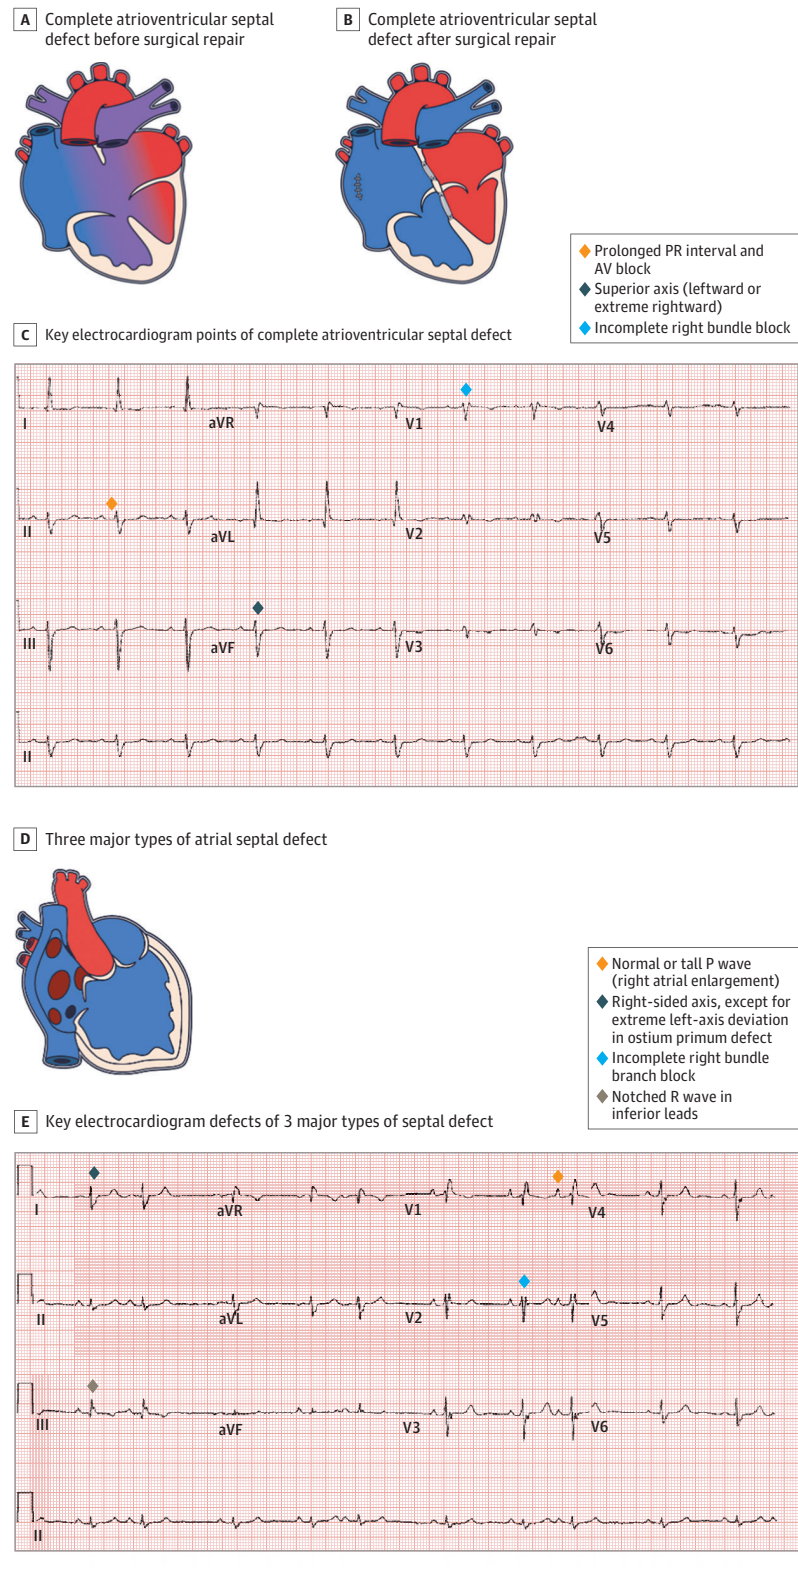 A Complete atrioventricular septal
defect before surgical repair
B Complete atrioventricular septal
defect after surgical repair
Prolonged PR interval and
AV block
Superior axis (leftward or
extreme rightward)
Incomplete right bundle block
C Key electrocardiogram points of complete atrioventricular septal defect
I aVR V1 V4
II aVL V2 V5
III aVF V3 V6
II
D Three major types of atrial septal defect
Normal or tall P wave
(right atrial enlargement)
Right-sided axis, except for
extreme left-axis deviation
in ostium primum defect
Incomplete right bundle
branch block
Notched R wave in
inferior leads
E Key electrocardiogram defects of 3 major types of septal defect
I aVR V1 V4
II aVL V2 V5
III aVF V3 V6
II